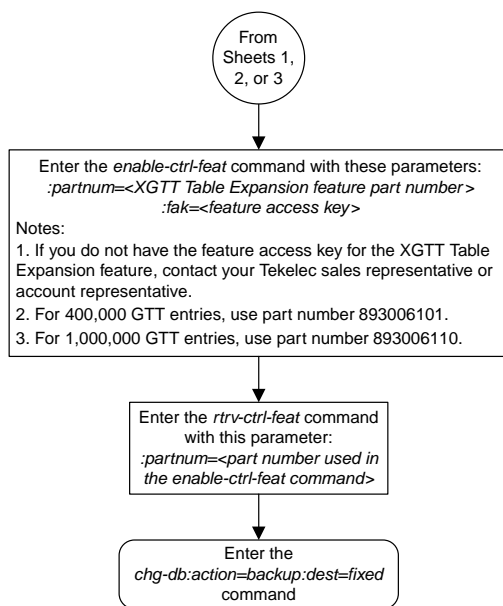 From
Sheets 1,
2, or 3
Enter the enable-ctrl-feat command with these parameters:
:partnum=<XGTT Table Expansion feature part number>
:fak=<feature access key>
Notes:
1. If you do not have the feature access key for the XGTT Table
Expansion feature, contact your Tekelec sales representative or
account representative.
2. For 400,000 GTT entries, use part number 893006101.
3. For 1,000,000 GTT entries, use part number 893006110.
Enter the rtrv-ctrl-feat command
with this parameter:
:partnum=<part number used in
the enable-ctrl-feat command>
Enter the
chg-db:action=backup:dest=fixed
command